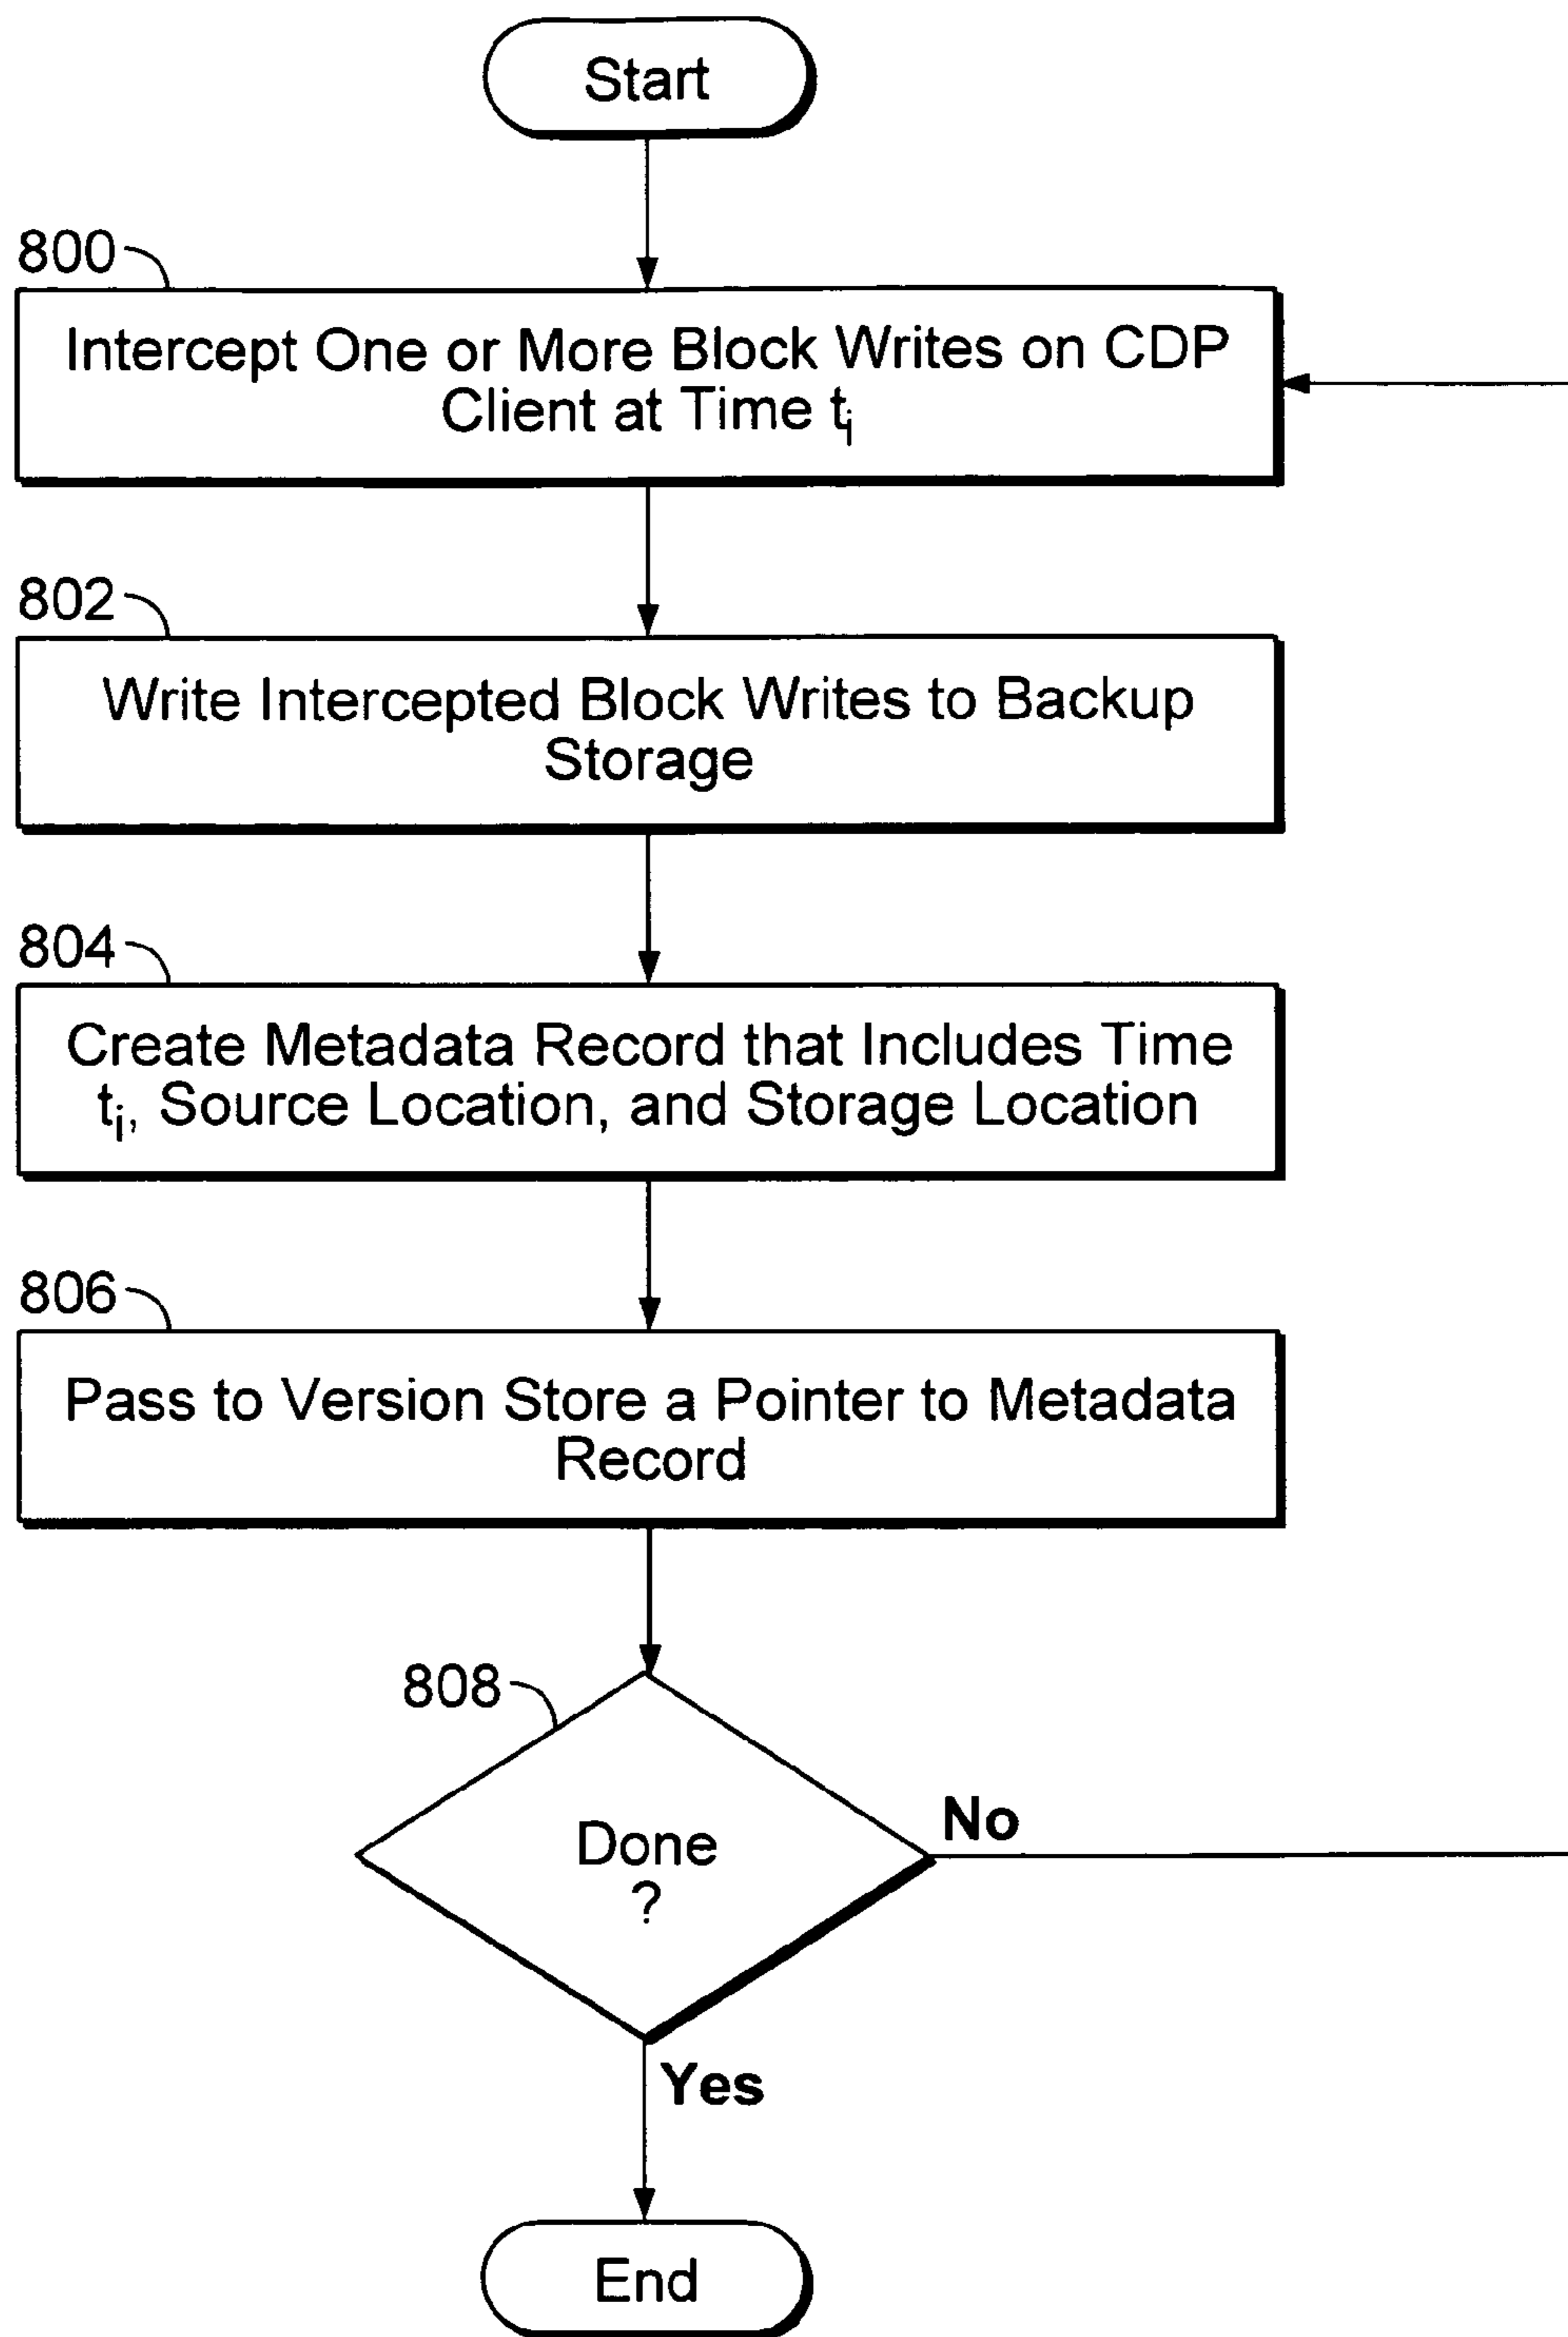 Start
800
Intercept One or More Block Writes on CDP
Client at Time ti
802
Write Intercepted Block Writes to Backup
Storage
804
Create Metadata Record that Includes Time
ti, Source Location, and Storage Location
806
Pass to Version Store a Pointer to Metadata
Record
808
Done
?
No
Yes
End